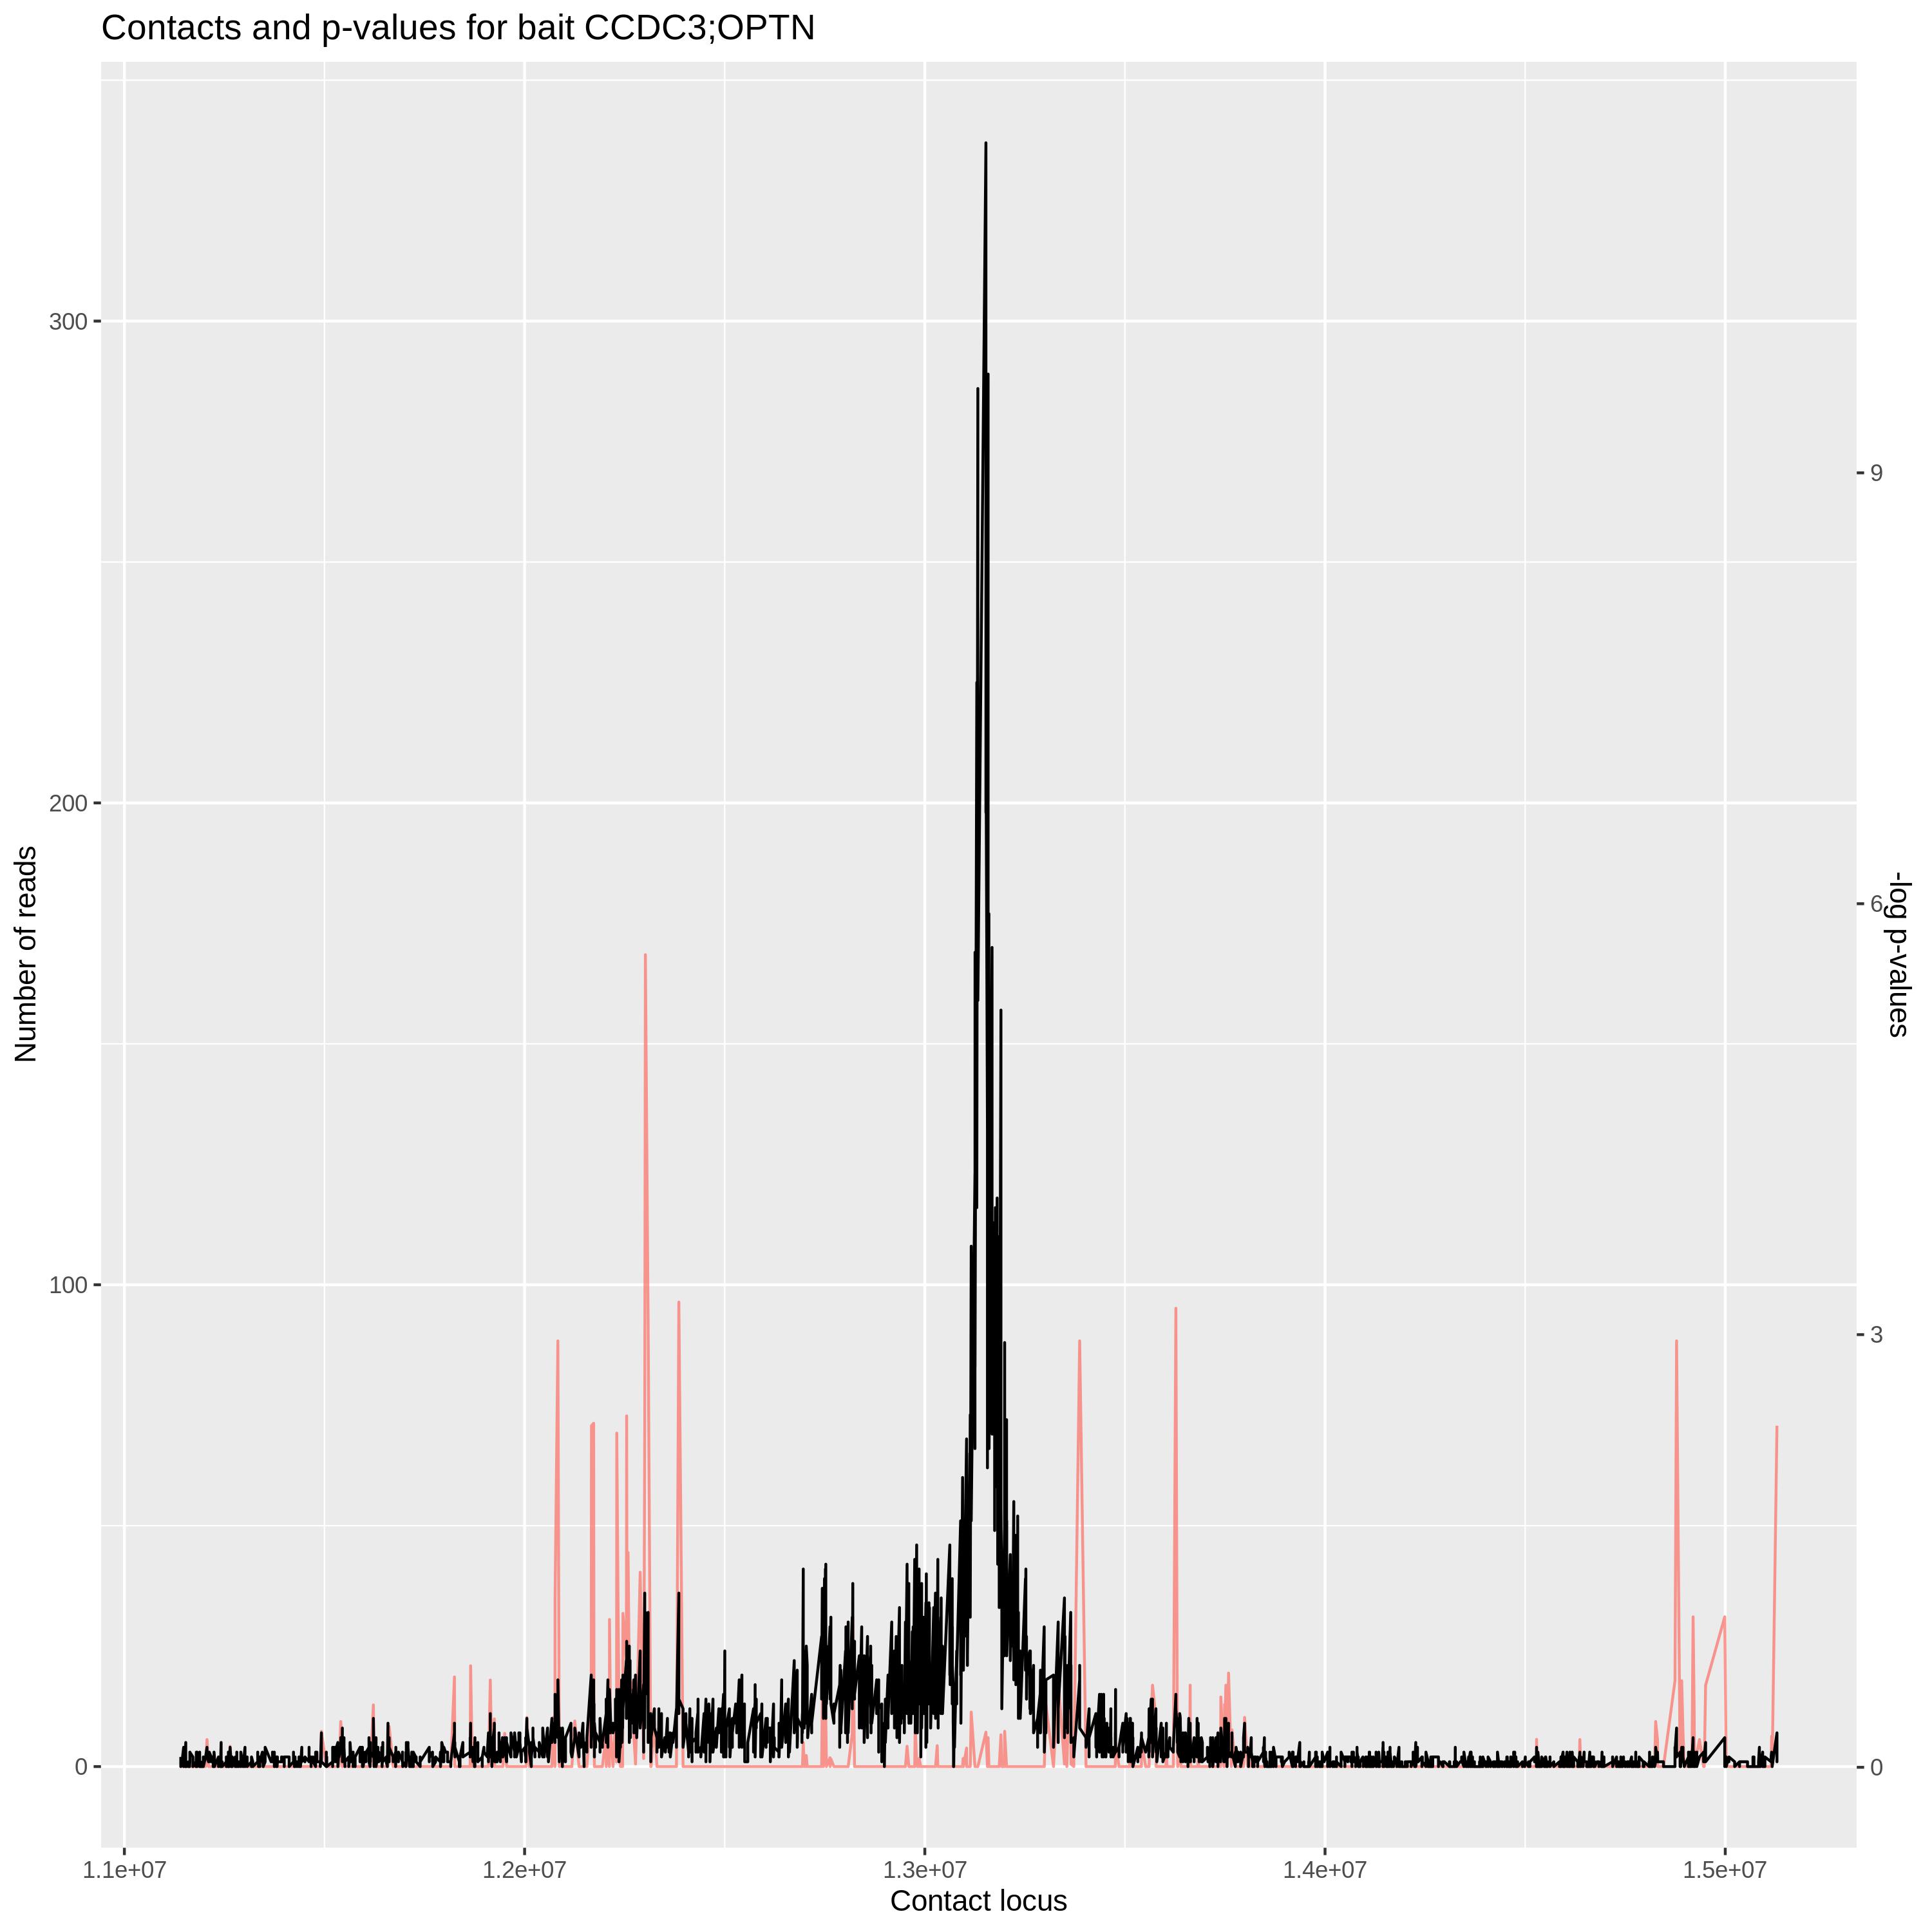 Contacts and p-values for bait CCDC3;OPTN
Number of reads
300
200
100
0
9
6
3
0
-log p-values
1.1e+07 1.2e+07 1.3e+07 1.4e+07 1.5e+07
Contact locus